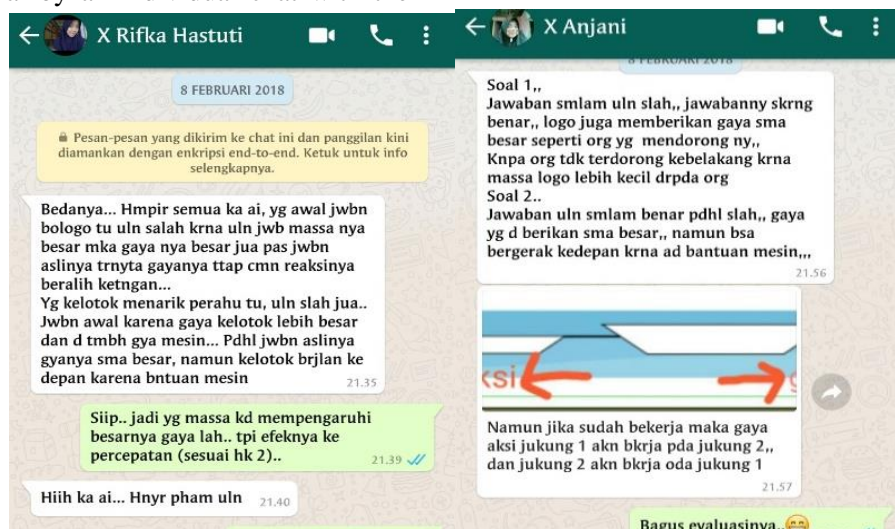 X Rifka Hastuti
8 FEBRUARI 2018
Pesan-pesan yang dikirim ke chat ini dan panggilan kini
diamankan dengan enkripsi end-to-end. Ketuk untuk info
selengkapnya.
Bedanya... Hmpir semua ka ai, yg awal jwbn
bologo tu uln salah krna uln jwb massa nya
besar mka gaya nya besar jua pas jwbn
aslinya trnyta gayanya ttap cmn reaksinya
beralih ketngan...
Yg kelotok menarik perahu tu, uln slah jua..
Jwbn awal karena gaya kelotok lebih besar
dan d tmbh gya mesin... Pdhl jwbn aslinya
gyanya sma besar, namun kelotok brjlan ke
depan karena bntuan mesin
21.35
Siip.. jadi yg massa kd mempengaruhi
besarnya gaya lah.. tpi efeknya ke
percepatan (sesuai hk 2)..
21.39
Hiih ka ai... Hnyr pham uln
21.40
X Anjani
8 FEBRUARI 2018
Soal 1,,
Jawaban smlam uln slah,, jawabanny skrng
benar,, logo juga memberikan gaya sma
besar seperti org yg mendorong ny,,
Knpa org tdk terdorong kebelakang krna
massa logo lebih kecil drpda org
Soal 2..
Jawaban uln smlam benar pdhl slah,, gaya
yg d berikan sma besar,, namun bsa
bergerak kedepan krna ad bantuan mesin,,,
21.56
ksi
Namun jika sudah bekerja maka gaya
aksi jukung 1 akn bkrja pda jukung 2,,
dan jukung 2 akn bkrja oda jukung 1
21.57
Bagus evaluasinya..